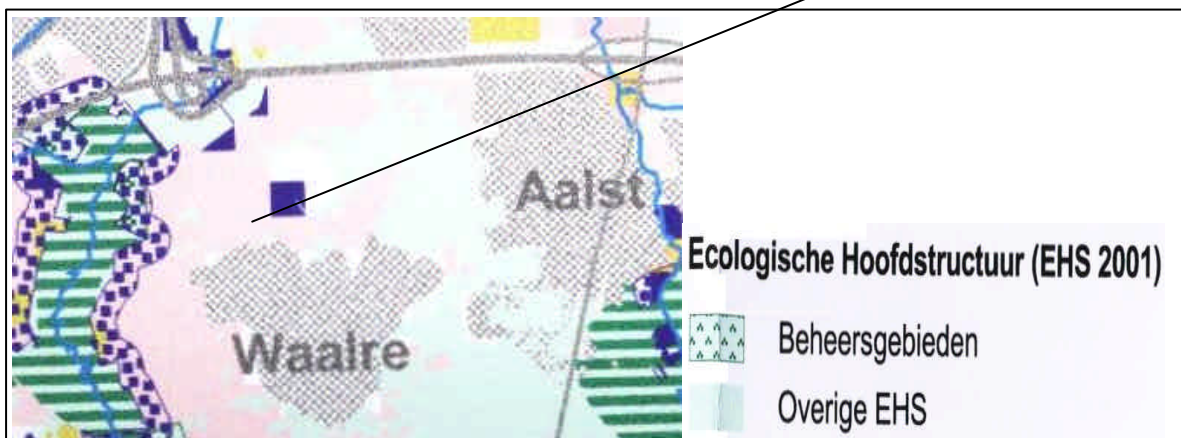 Aalst
Waalre
Ecologische Hoofdstructuur (EHS 2001)
Beheersgebieden
Overige EHS